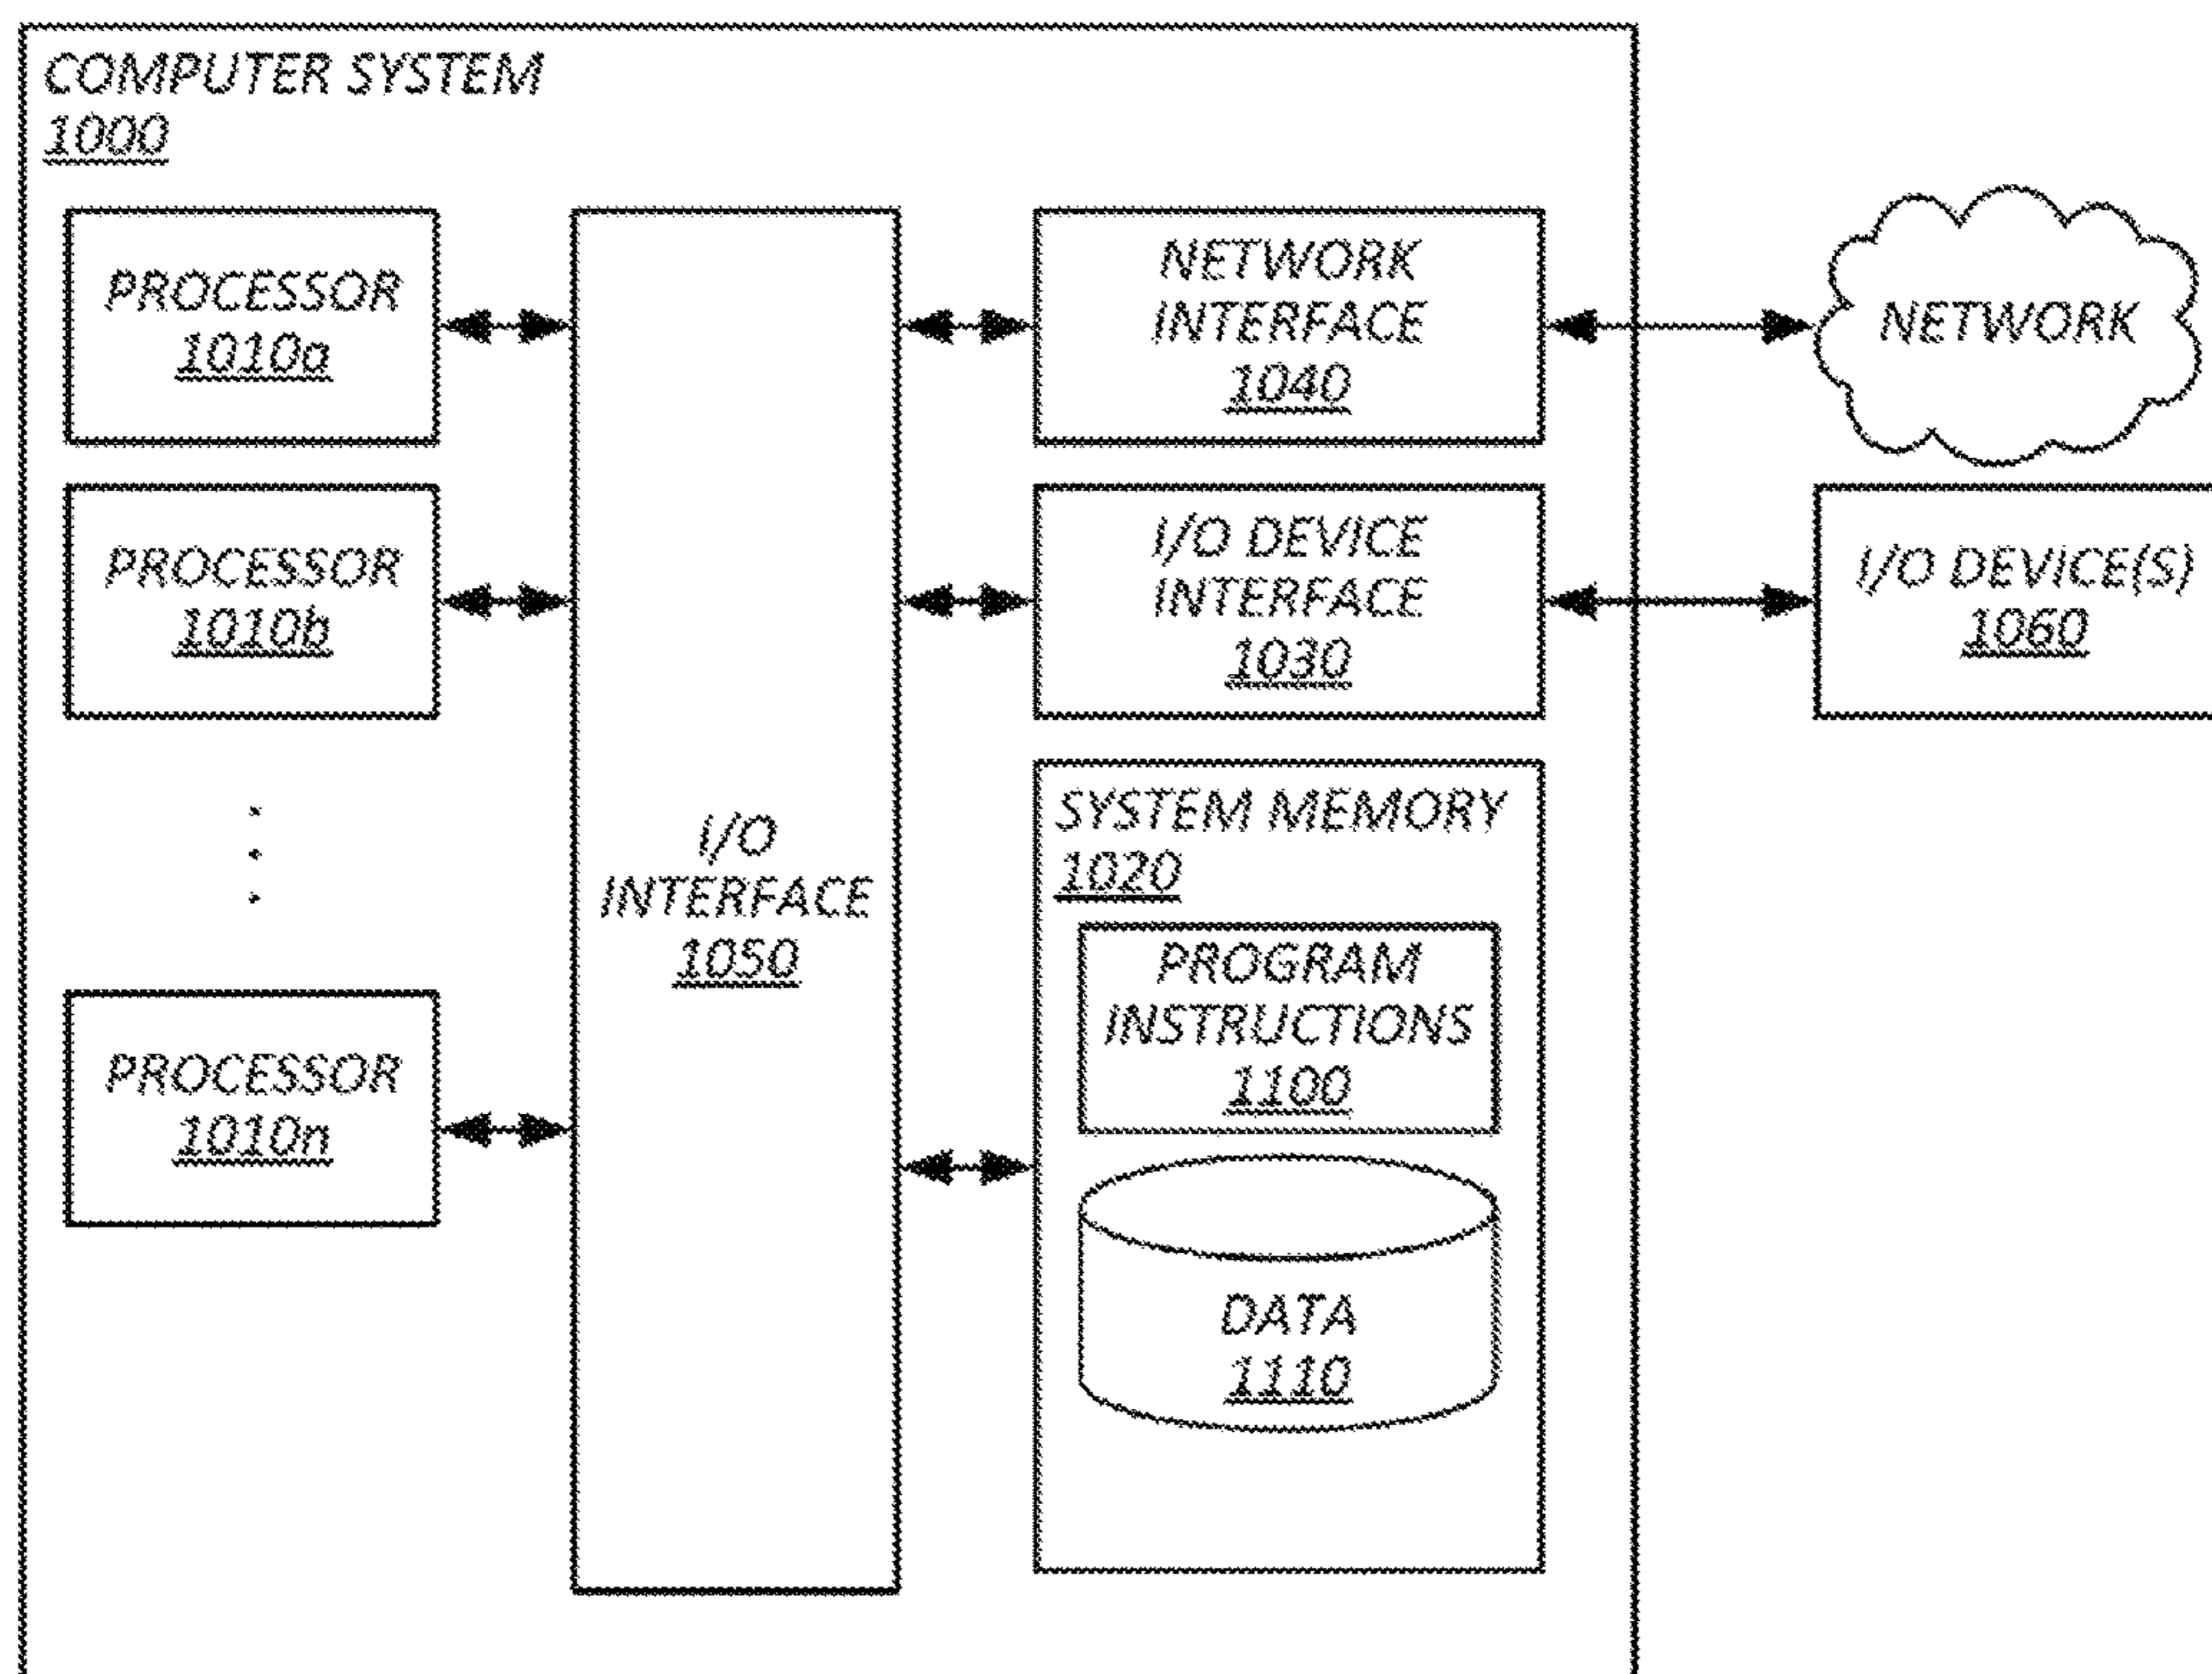 COMPUTER SYSTEM
1000
PROCESSOR
1010a
PROCESSOR
1010b
PROCESSOR
1010n
I/O
INTERFACE
1050
NETWORK
INTERFACE
1040
I/O DEVICE
INTERFACE
1030
SYSTEM MEMORY
1020
PROGRAM
INSTRUCTIONS
1100
DATA
1110
NETWORK
I/O DEVICE(S)
1060